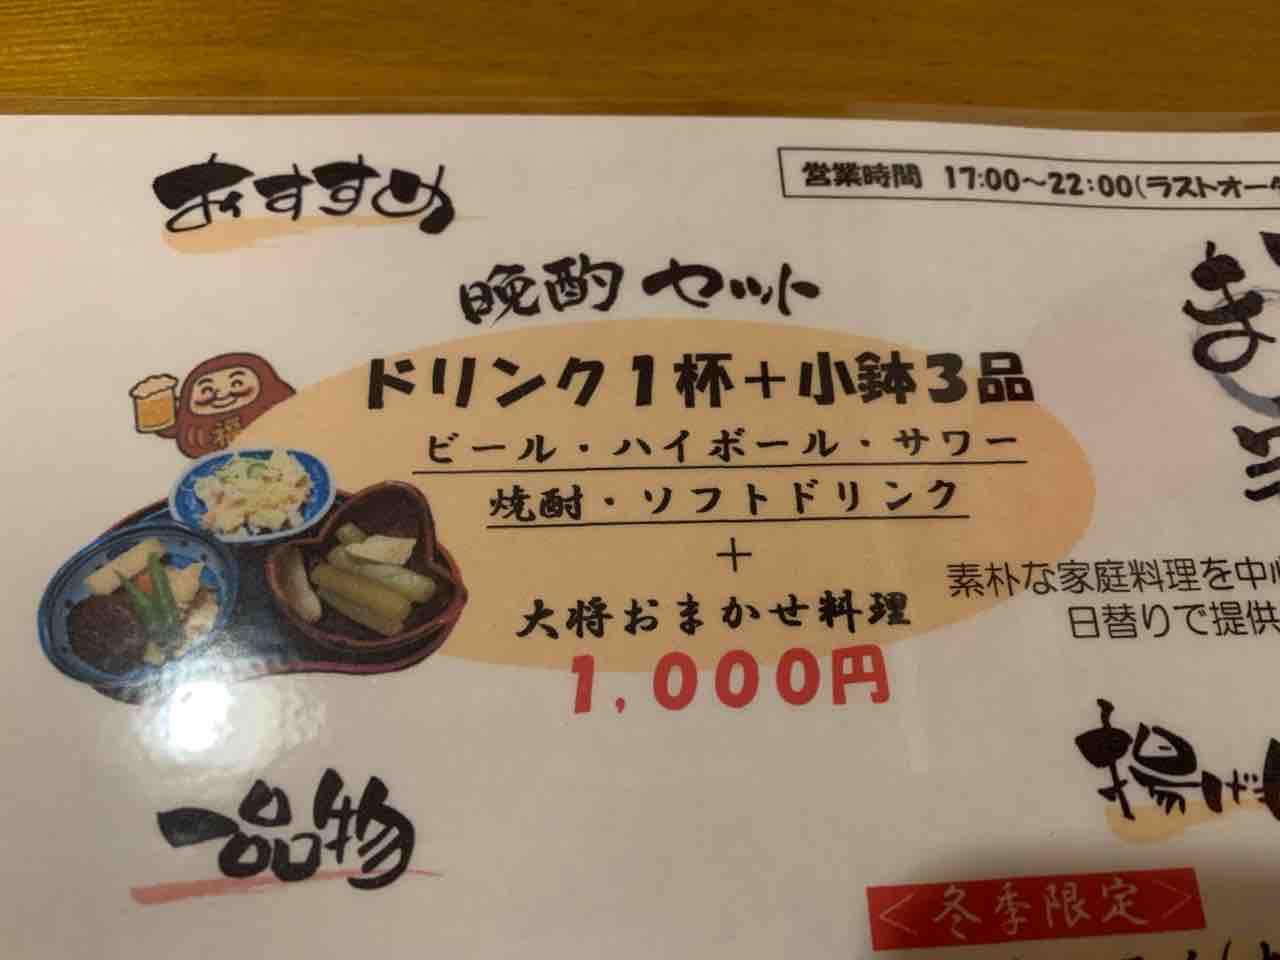 おすすめ
営業時間 17:00〜22:00(ラストオー
晩酌 セット
ドリンク1杯+小鉢3品
ビール・ハイボール・サワー
焼酎・ソフトドリンク
+
大将おまかせ料理
1,000円
福
素朴な家庭料理を中心
日替りで提供
一品物
揚げ
<冬季限定>